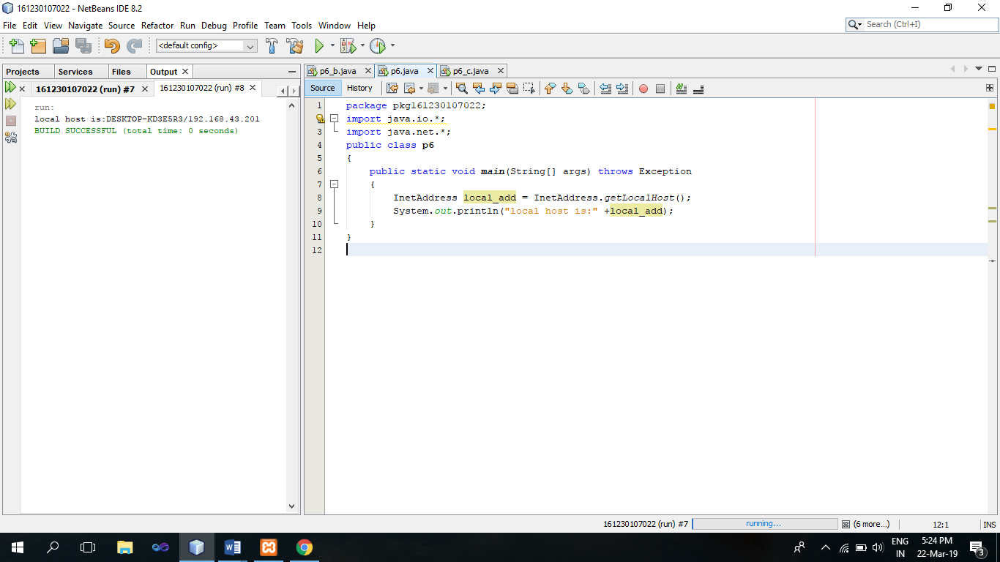 161230107022 - NetBeans IDE 8.2
File Edit View Navigate Source Refactor Run Debug Profile Team Tools Window Help
Search (Ctrl+I)
<default config>
Projects Services Files Output
161230107022 (run) #7 161230107022 (run) #8
run:
local host is:DESKTOP-KD3E5R3/192.168.43.201
BUILD SUCCESSFUL (total time: 0 seconds)
p6_b.java p6.java p6_c.java
Source History
1 package pkg161230107022;
import java.io.*;
3 import java.net.*;
4 public class p6
5 {
6 public static void main(String[] args) throws Exception
7 {
8 InetAddress local_add = InetAddress.getLocalHost();
9 System.out.println("local host is:" +local_add);
10 }
11 }
12
161230107022 (run) #7 running... (6 more...) 12:1 INS
ENG
IN
5:24 PM
22-Mar-19
3